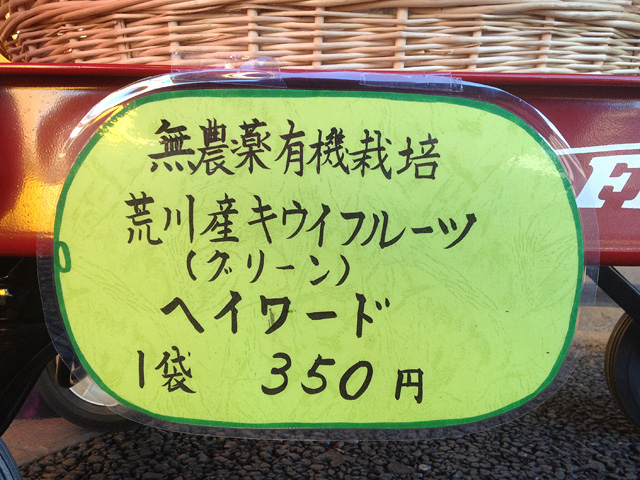 無農薬有機栽培
荒川産キウイフルーツ
(グリーン)
ヘイワード
1袋 350円